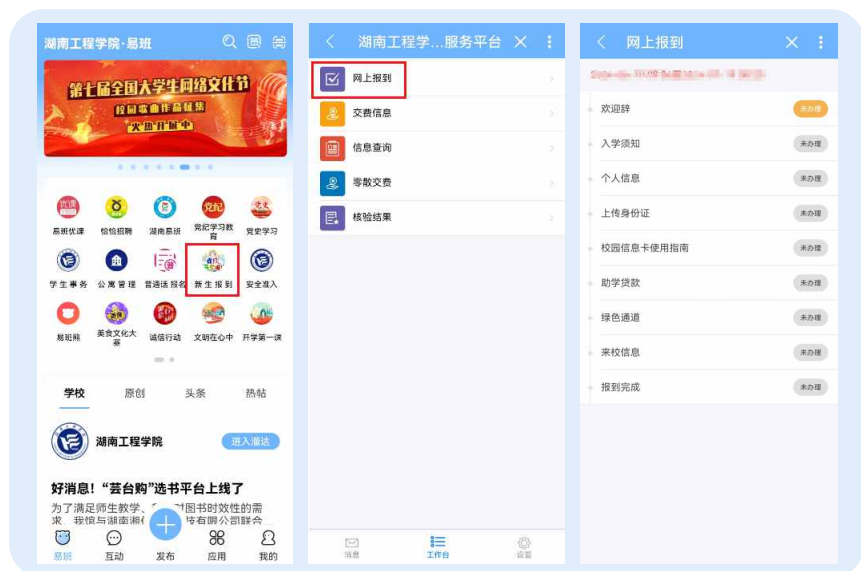 湖南工程学院·易班
第七届全国大学生网络文化节
校园歌曲作品征集
“火 热 开 展 中”
易班优课
恰恰招聘
湖南易班
党纪
党纪学习教育
党史
党史学习
学生事务
公寓管理
普通话报名
新生报到
安全准入
易班熊
美食文化大赛
诚信行动
文明在心中
开学第一课
学校
原创
头条
热帖
湖南工程学院
进入溜达
好消息！“芸台购”选书平台上线了
为了满足师生教学、
图书时效性的需
求
我馆与湖南湘
技有限公司联合
易班
互动
发布
应用
我的
湖南工程学...服务平台
网上报到
交费信息
信息查询
零散交费
核验结果
消息
工作台
设置
网上报到
欢迎辞
未办理
入学须知
未办理
个人信息
未办理
上传身份证
未办理
校园信息卡使用指南
未办理
助学贷款
未办理
绿色通道
未办理
来校信息
未办理
报到完成
未办理